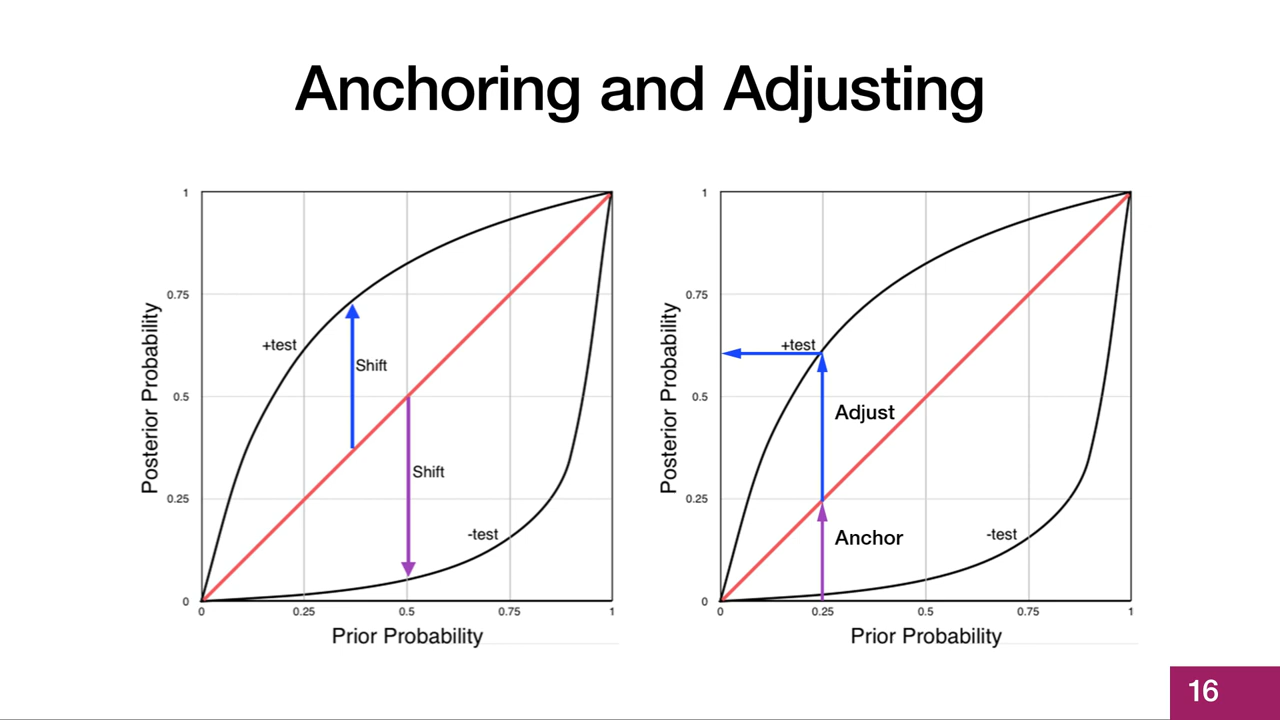 Anchoring and Adjusting
1
0.75
0.5
0.25
0
Posterior Probability
+test
Shift
Shift
-test
0
0.25
0.5
0.75
1
Prior Probability
1
0.75
0.5
0.25
0
Posterior Probability
+test
Adjust
Anchor
-test
0
0.25
0.5
0.75
1
Prior Probability
16